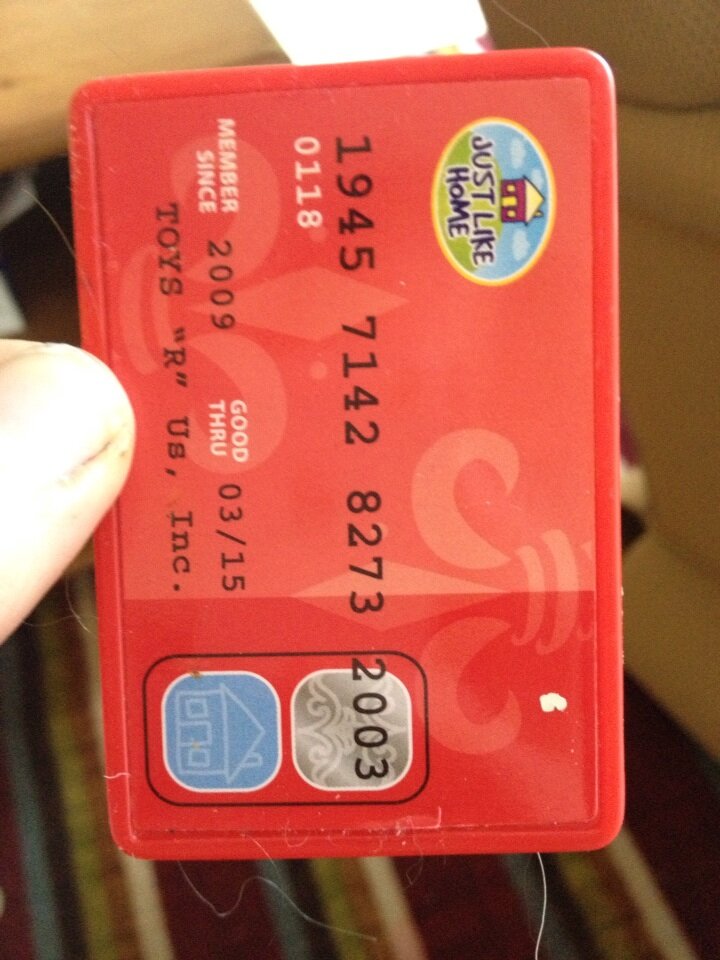 JUST LIKE
HOME
1945 7142 8273 2003
0118
MEMBER
SINCE
2009
GOOD
THRU
03/15
TOYS “R” Us, Inc.